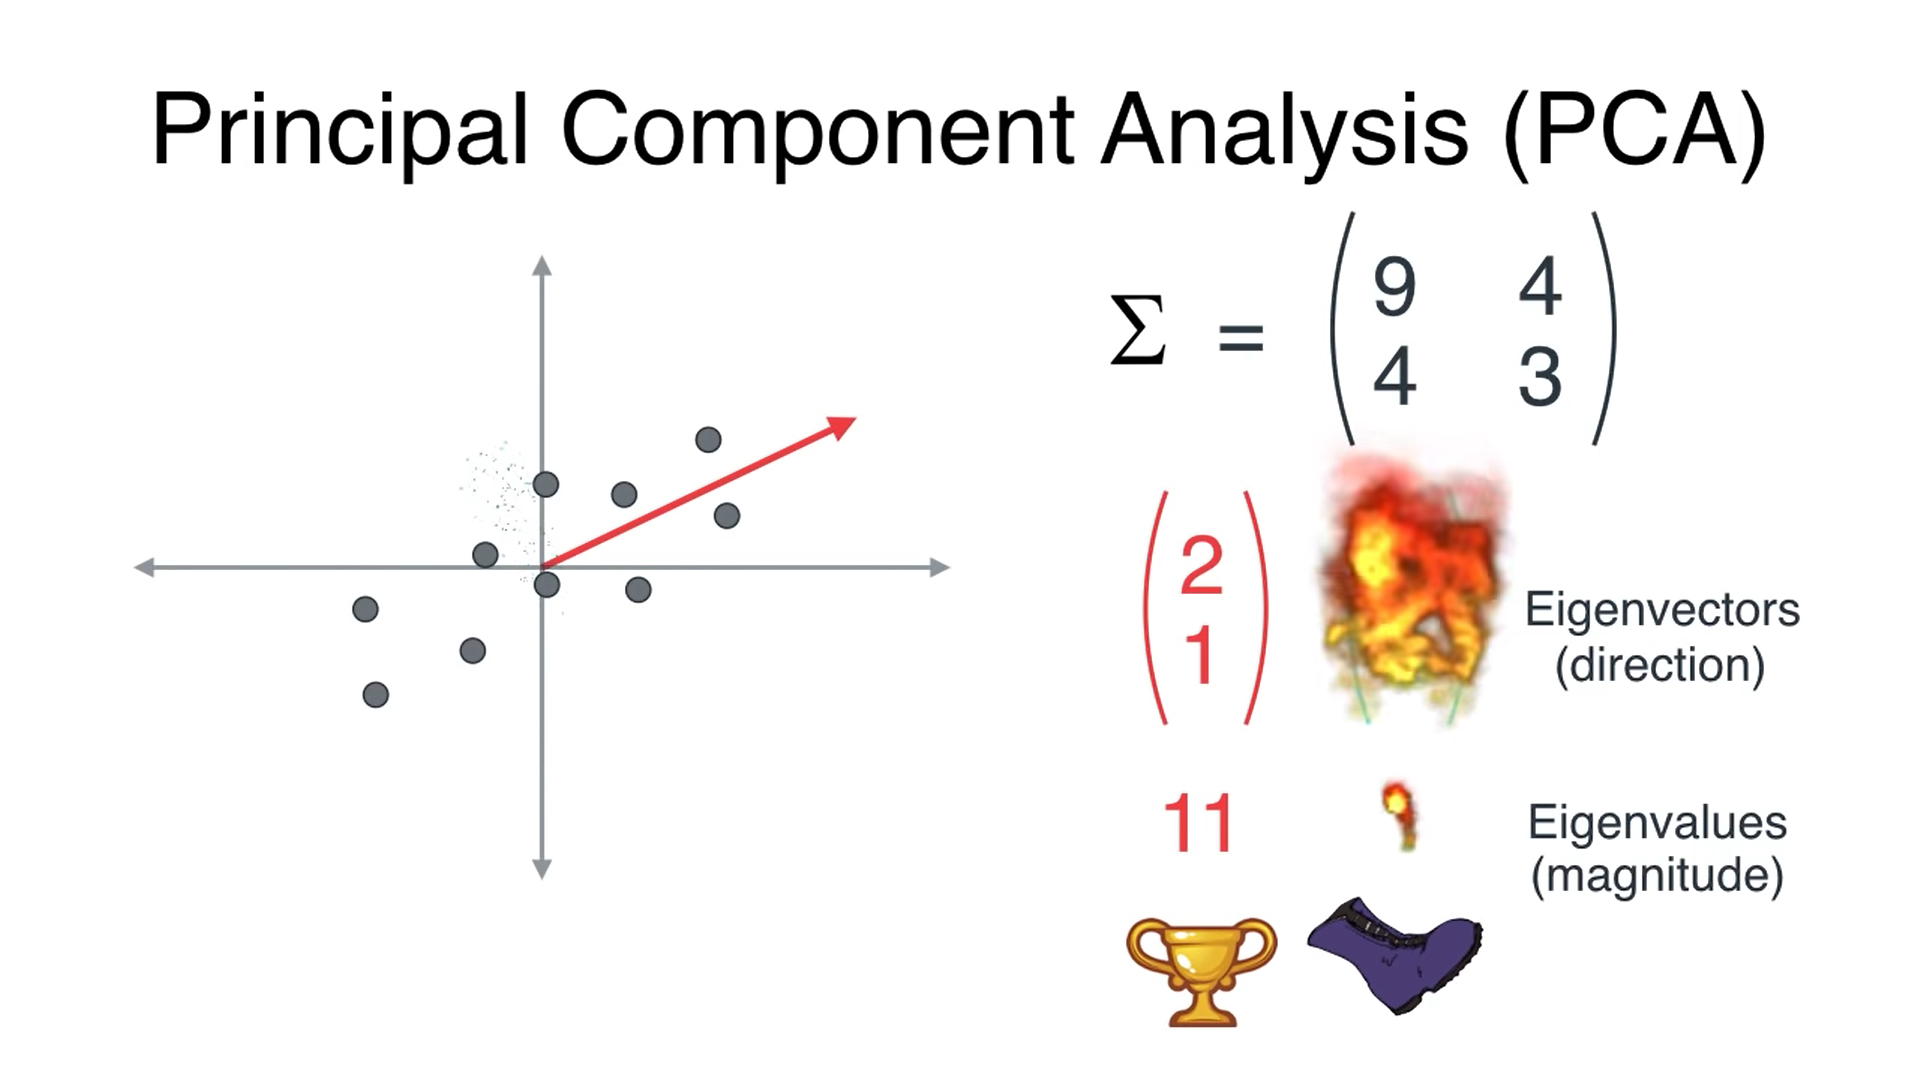 Principal Component Analysis (PCA)
Σ = (9 4
4 3)
(2
1)
Eigenvectors
(direction)
11
Eigenvalues
(magnitude)